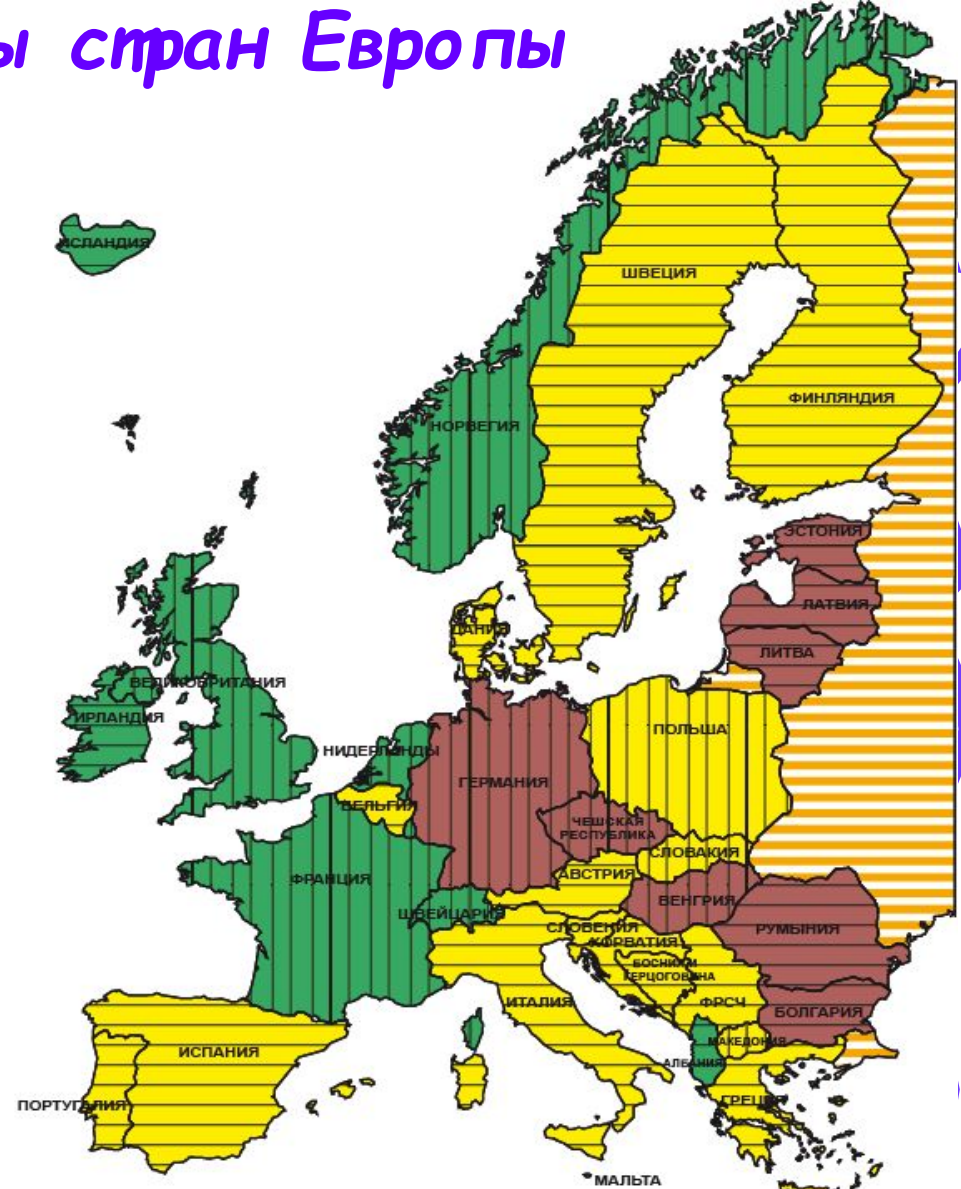 ы стран Европы
ИСЛАНДИЯ
ШВЕЦИЯ
ФИНЛЯНДИЯ
НОРВЕГИЯ
ЭСТОНИЯ
ЛАТВИЯ
ДАНИЯ
ЛИТВА
ВЕЛИКОБРИТАНИЯ
ИРЛАНДИЯ
ПОЛЬША
НИДЕРЛАНДЫ
ГЕРМАНИЯ
БЕЛЬГИЯ
ЧЕШСКАЯ
РЕСПУБЛИКА
СЛОВАКИЯ
АВСТРИЯ
ФРАНЦИЯ
ВЕНГРИЯ
ШВЕЙЦАРИЯ
СЛОВЕНИЯ
РУМЫНИЯ
ХОРВАТИЯ
БОСНИЯ И
ГЕРЦОГОВИНА
ИТАЛИЯ
ФРСЧ
БОЛГАРИЯ
МАКЕДОНИЯ
ИСПАНИЯ
АЛБАНИЯ
ПОРТУГАЛИЯ
ГРЕЦИЯ
МАЛЬТА